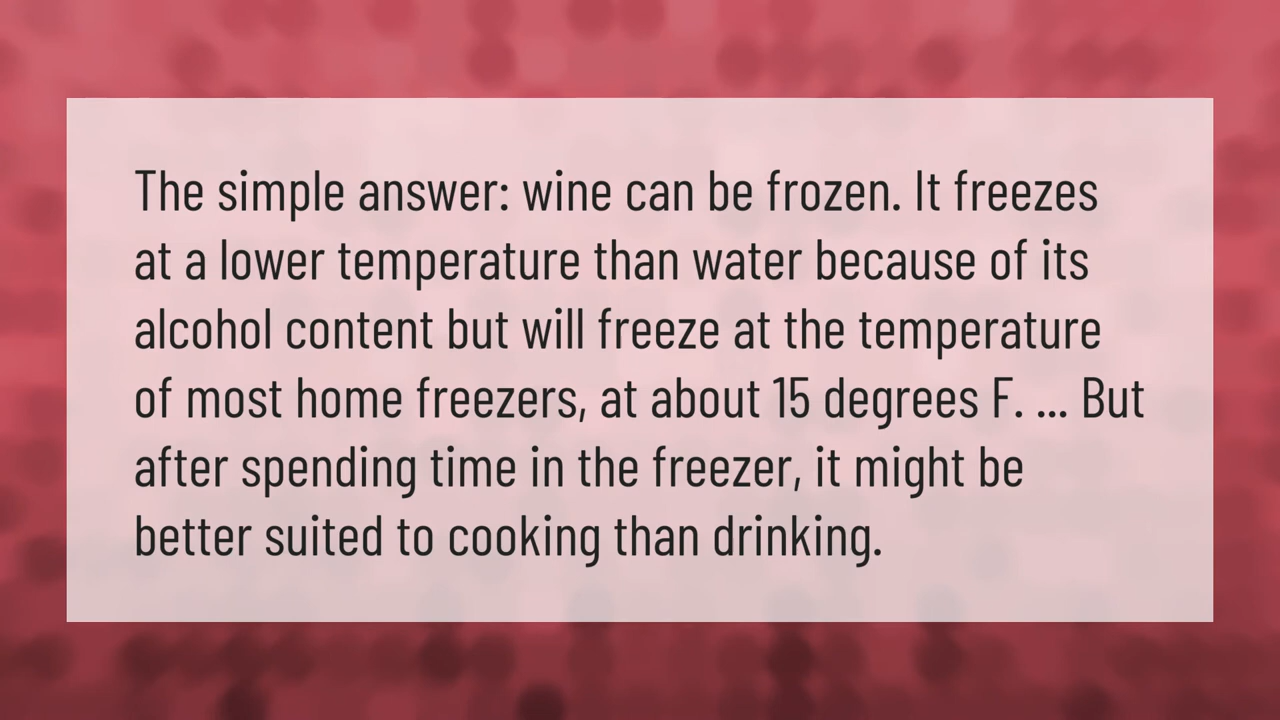 The simple answer: wine can be frozen. It freezes
at a lower temperature than water because of its
alcohol content but will freeze at the temperature
of most home freezers, at about 15 degrees F. ... But
after spending time in the freezer, it might be
better suited to cooking than drinking.